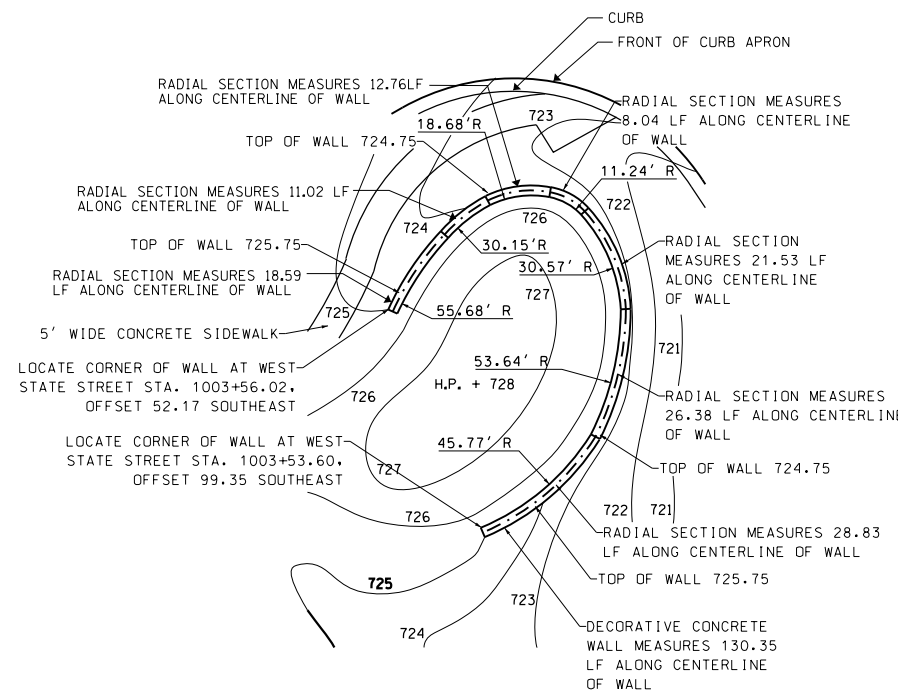 CURB
FRONT OF CURB APRON
RADIAL SECTION MEASURES 12.76LF
ALONG CENTERLINE OF WALL
RADIAL SECTION MEASURES
8.04 LF ALONG CENTERLINE
OF WALL
723
18.68'R
TOP OF WALL 724.75
11.24' R
RADIAL SECTION MEASURES 11.02 LF
ALONG CENTERLINE OF WALL
722
726
724
TOP OF WALL 725.75
30.15'R
RADIAL SECTION
MEASURES 21.53 LF
ALONG CENTERLINE
OF WALL
30.57' R
RADIAL SECTION MEASURES 18.59
LF ALONG CENTERLINE OF WALL
727
725
55.68' R
5' WIDE CONCRETE SIDEWALK
721
LOCATE CORNER OF WALL AT WEST
STATE STREET STA. 1003+56.02,
OFFSET 52.17 SOUTHEAST
53.64' R
H.P. + 728
726
RADIAL SECTION MEASURES
26.38 LF ALONG CENTERLINE
OF WALL
LOCATE CORNER OF WALL AT WEST
STATE STREET STA. 1003+53.60,
OFFSET 99.35 SOUTHEAST
45.77' R
727
TOP OF WALL 724.75
722
721
726
RADIAL SECTION MEASURES 28.83
LF ALONG CENTERLINE OF WALL
725
TOP OF WALL 725.75
723
724
DECORATIVE CONCRETE
WALL MEASURES 130.35
LF ALONG CENTERLINE
OF WALL